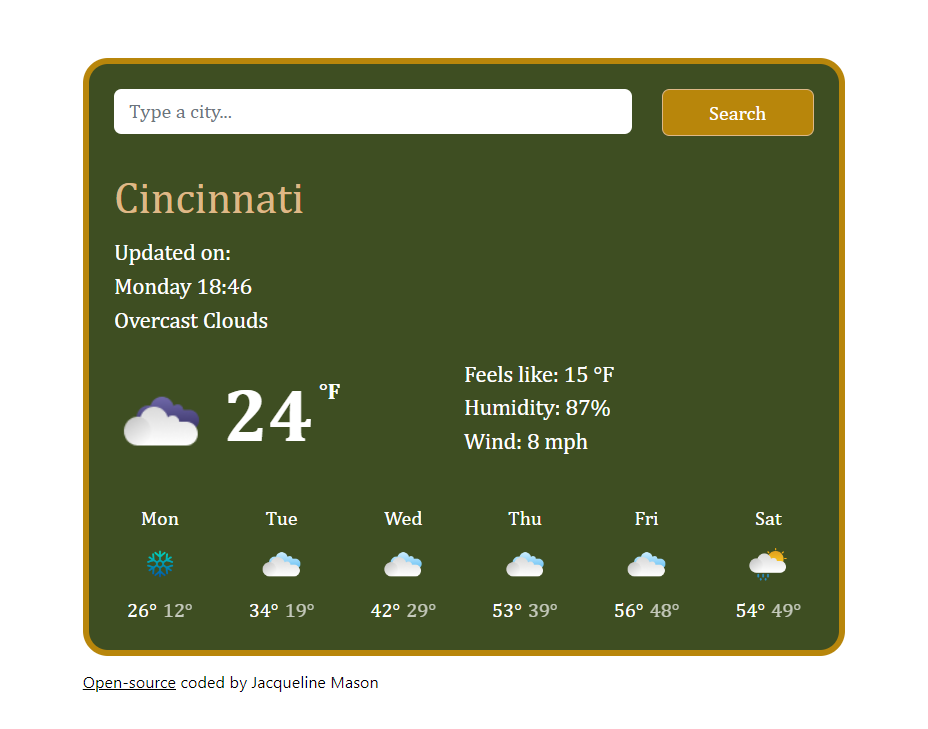 Type a city...
Search
Cincinnati
Updated on:
Monday 18:46
Overcast Clouds
24 °F
Feels like: 15 °F
Humidity: 87%
Wind: 8 mph
Mon Tue Wed Thu Fri Sat
26° 12° 34° 19° 42° 29° 53° 39° 56° 48° 54° 49°
Open-source coded by Jacqueline Mason